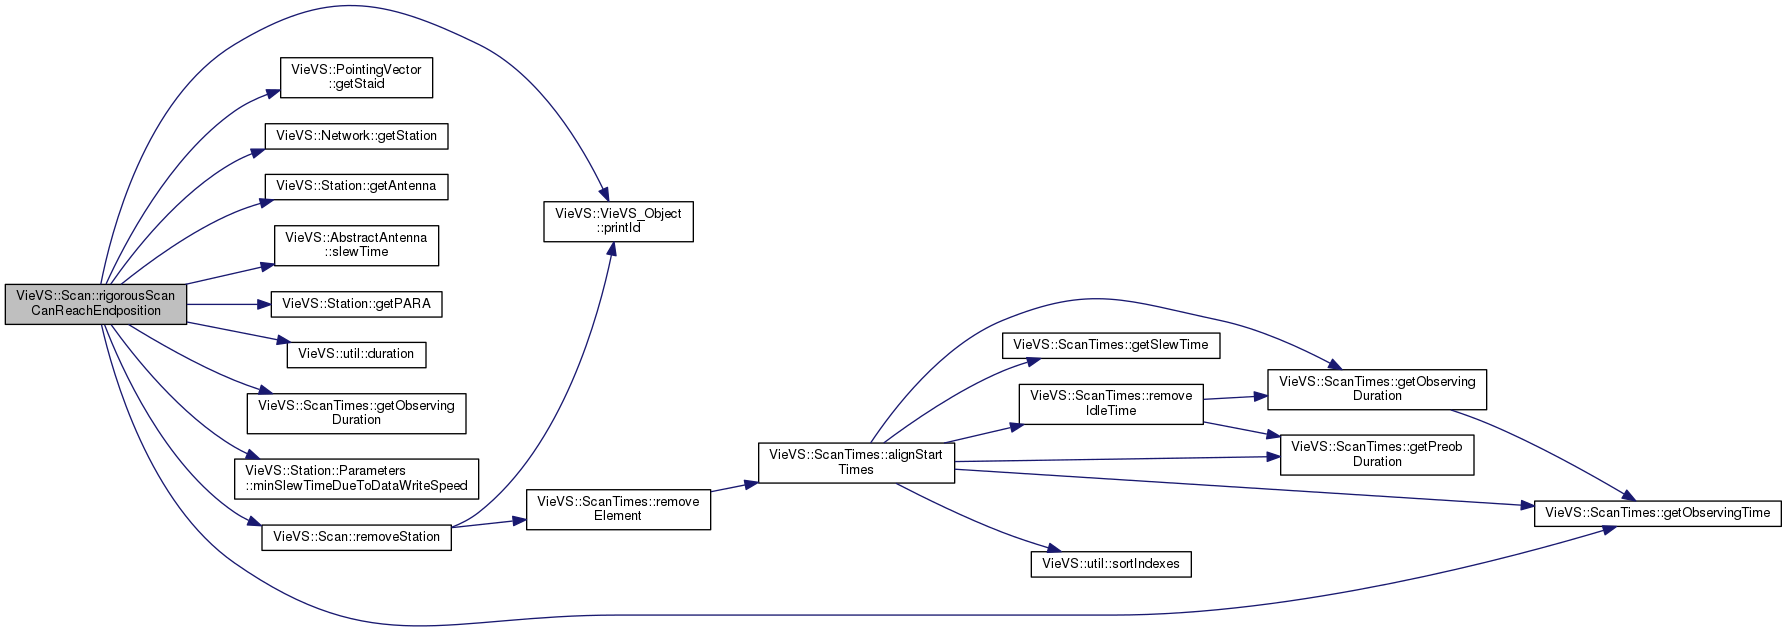 VieVS::Scan::rigorousScan
CanReachEndposition
VieVS::PointingVector
::getStaid
VieVS::Network::getStation
VieVS::Station::getAntenna
VieVS::AbstractAntenna
::slewTime
VieVS::Station::getPARA
VieVS::util::duration
VieVS::ScanTimes::getObserving
Duration
VieVS::Station::Parameters
::minSlewTimeDueToDataWriteSpeed
VieVS::Scan::removeStation
VieVS::VieVS_Object
::printId
VieVS::ScanTimes::remove
Element
VieVS::ScanTimes::alignStart
Times
VieVS::ScanTimes::getSlewTime
VieVS::ScanTimes::remove
IdleTime
VieVS::util::sortIndexes
VieVS::ScanTimes::getObserving
Duration
VieVS::ScanTimes::getPreob
Duration
VieVS::ScanTimes::getObservingTime